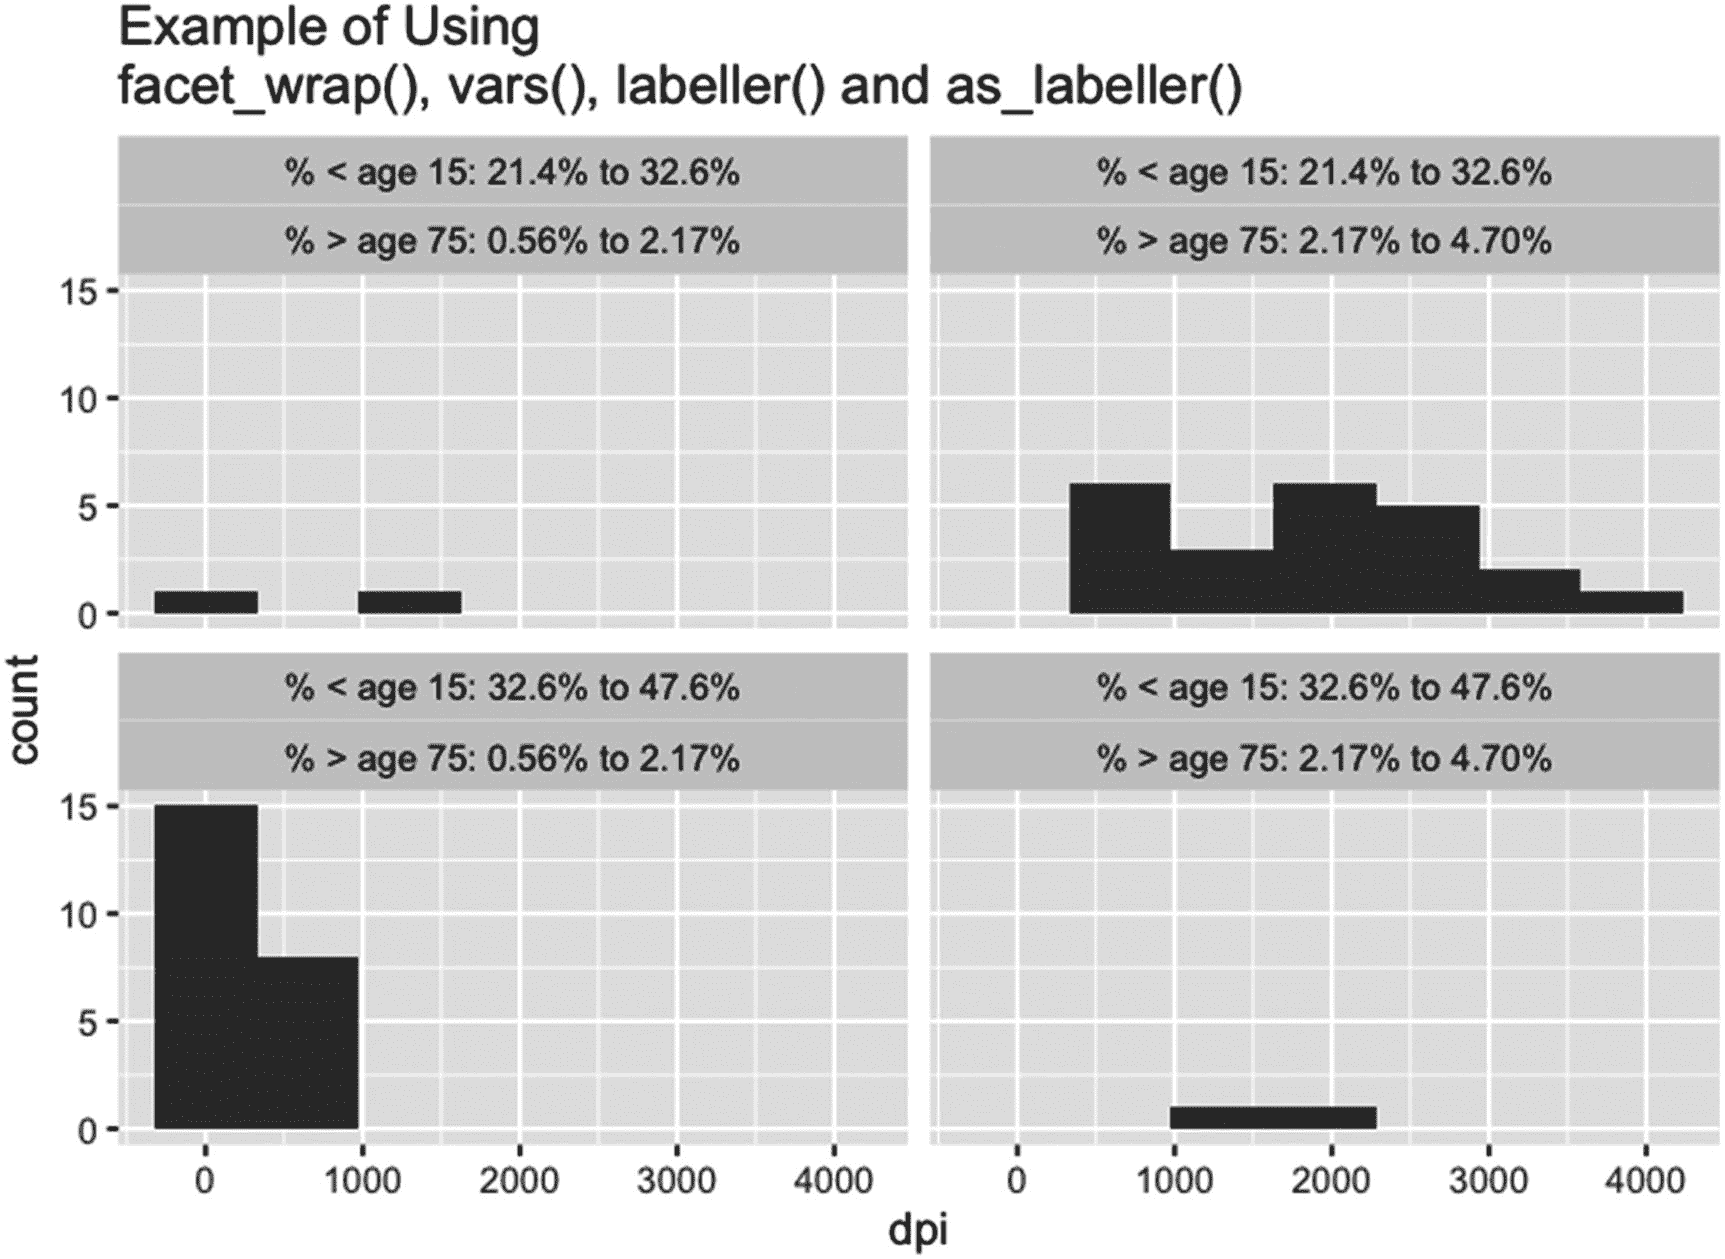 Example of Using
facet_wrap(), vars(), labeller() and as_labeller()
% < age 15: 21.4% to 32.6%
% > age 75: 0.56% to 2.17%
% < age 15: 21.4% to 32.6%
% > age 75: 2.17% to 4.70%
15
10
5
0
count
% < age 15: 32.6% to 47.6%
% > age 75: 0.56% to 2.17%
% < age 15: 32.6% to 47.6%
% > age 75: 2.17% to 4.70%
15
10
5
0
0 1000 2000 3000 4000
0 1000 2000 3000 4000
dpi